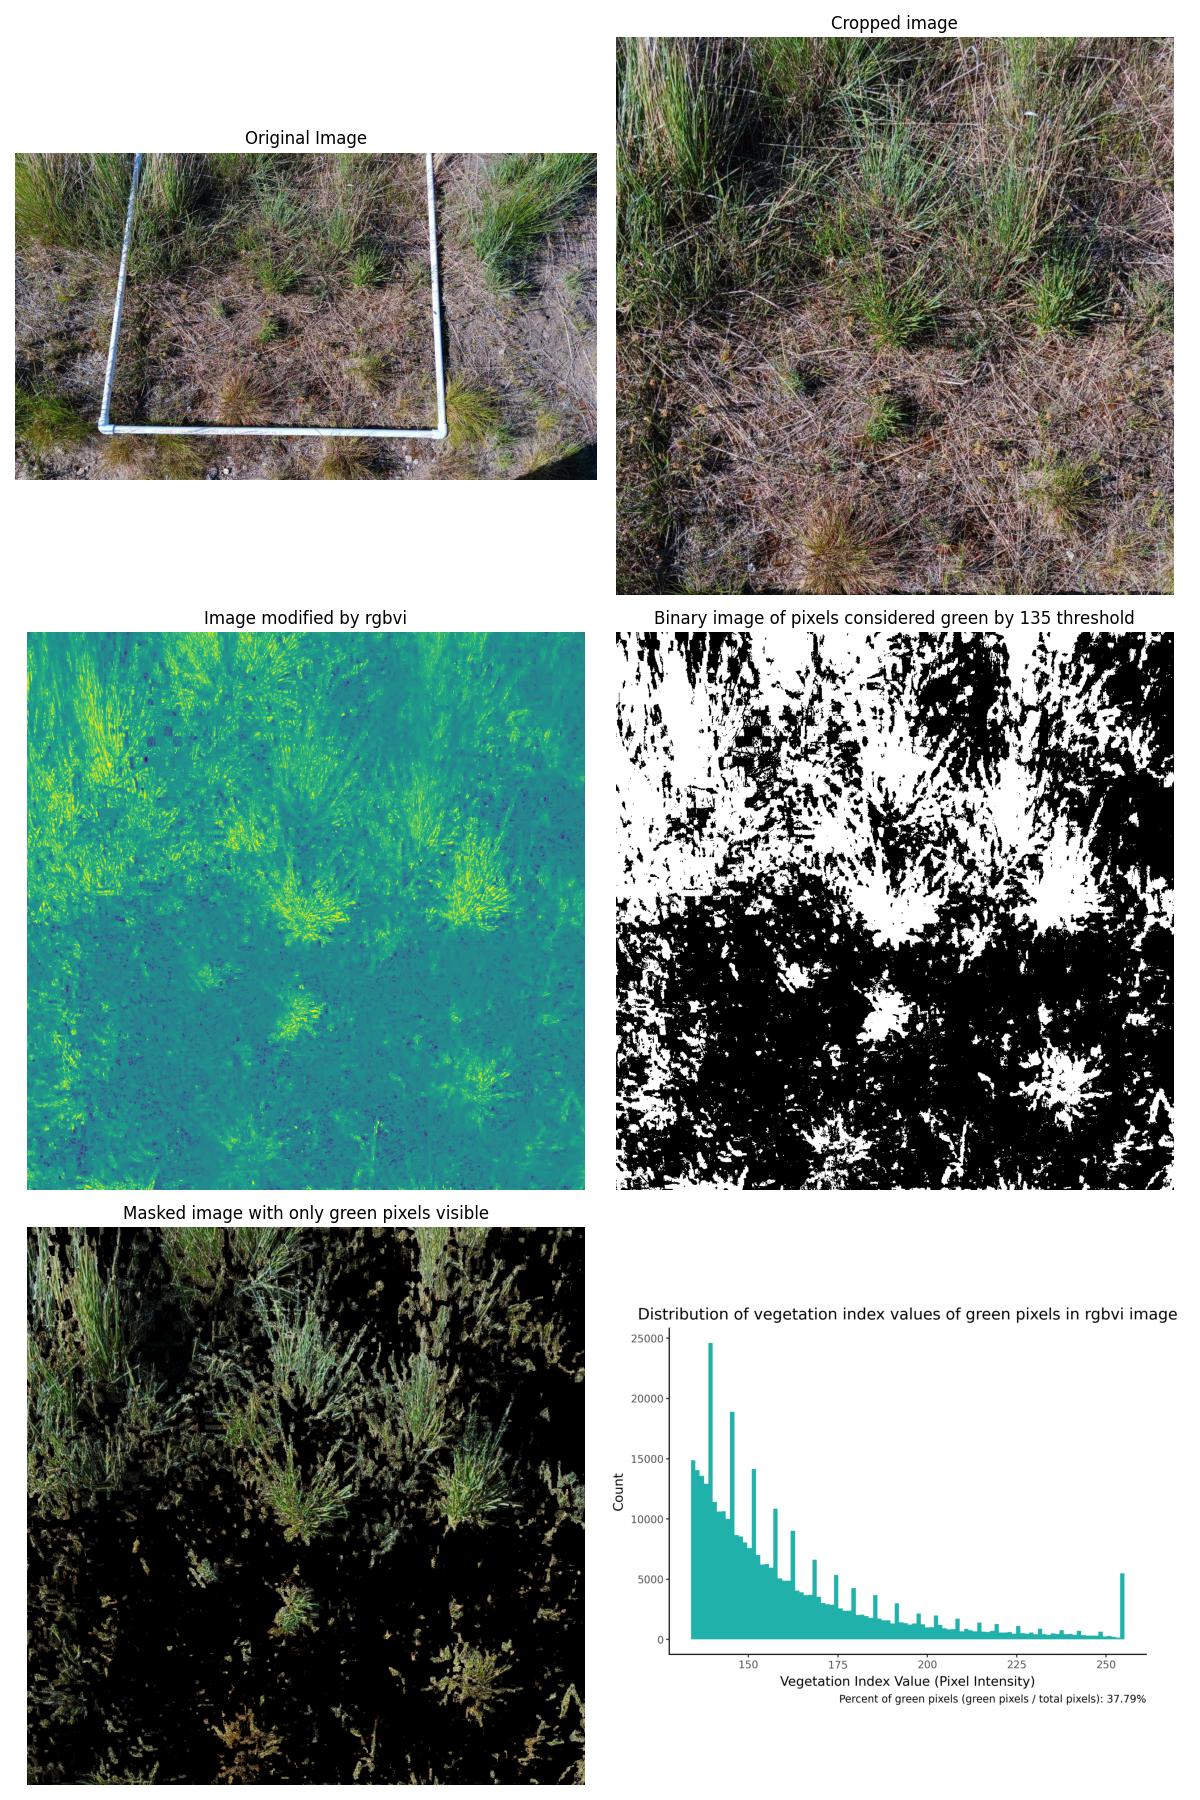 Cropped image
Original Image
Image modified by rgbvi
Binary image of pixels considered green by 135 threshold
Masked image with only green pixels visible
Distribution of vegetation index values of green pixels in rgbvi image
25000
20000
15000
10000
5000
0
Count
150 175 200 225 250
Vegetation Index Value (Pixel Intensity)
Percent of green pixels (green pixels / total pixels): 37.79%